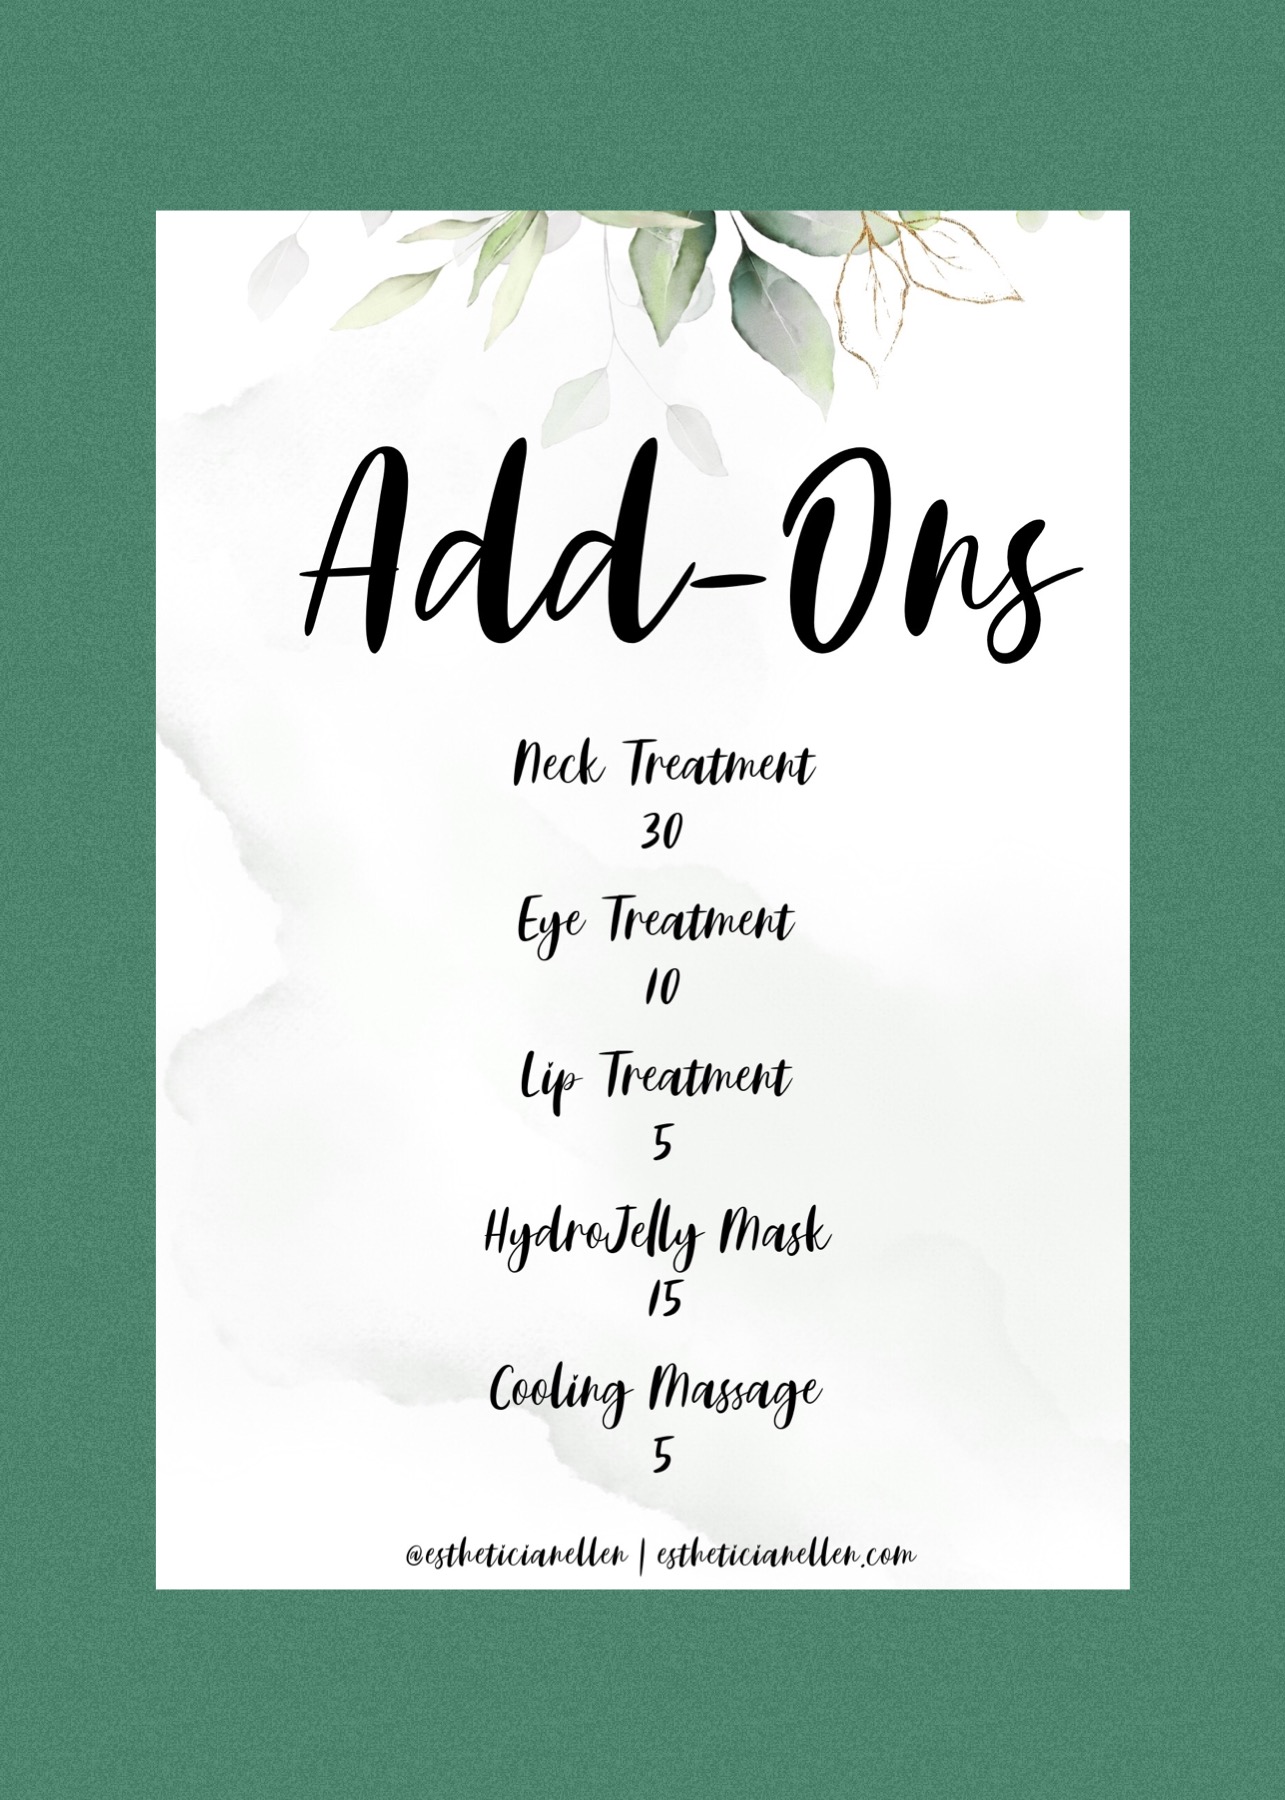 Add-Ons
Neck Treatment
30
Eye Treatment
10
Lip Treatment
5
HydroJelly Mask
15
Cooling Massage
5
@estheticianellen | estheticianellen.com